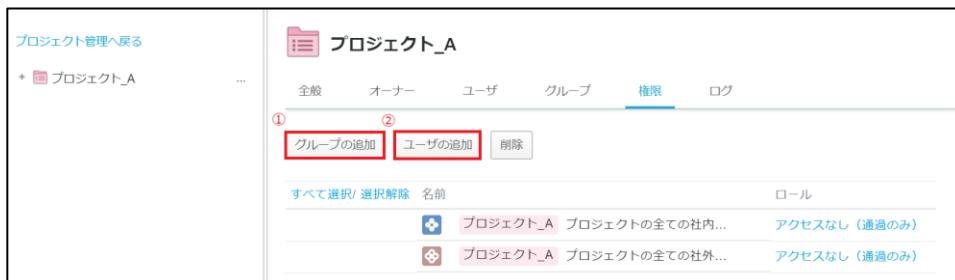 プロジェクト管理へ戻る
プロジェクト_A ...
プロジェクト_A
全般 オーナー ユーザ グループ 権限 ログ
① ②
グループの追加 ユーザの追加 削除
すべて選択/ 選択解除 名前 ロール
プロジェクト_A プロジェクトの全ての社内... アクセスなし（通過のみ）
プロジェクト_A プロジェクトの全ての社外... アクセスなし（通過のみ）